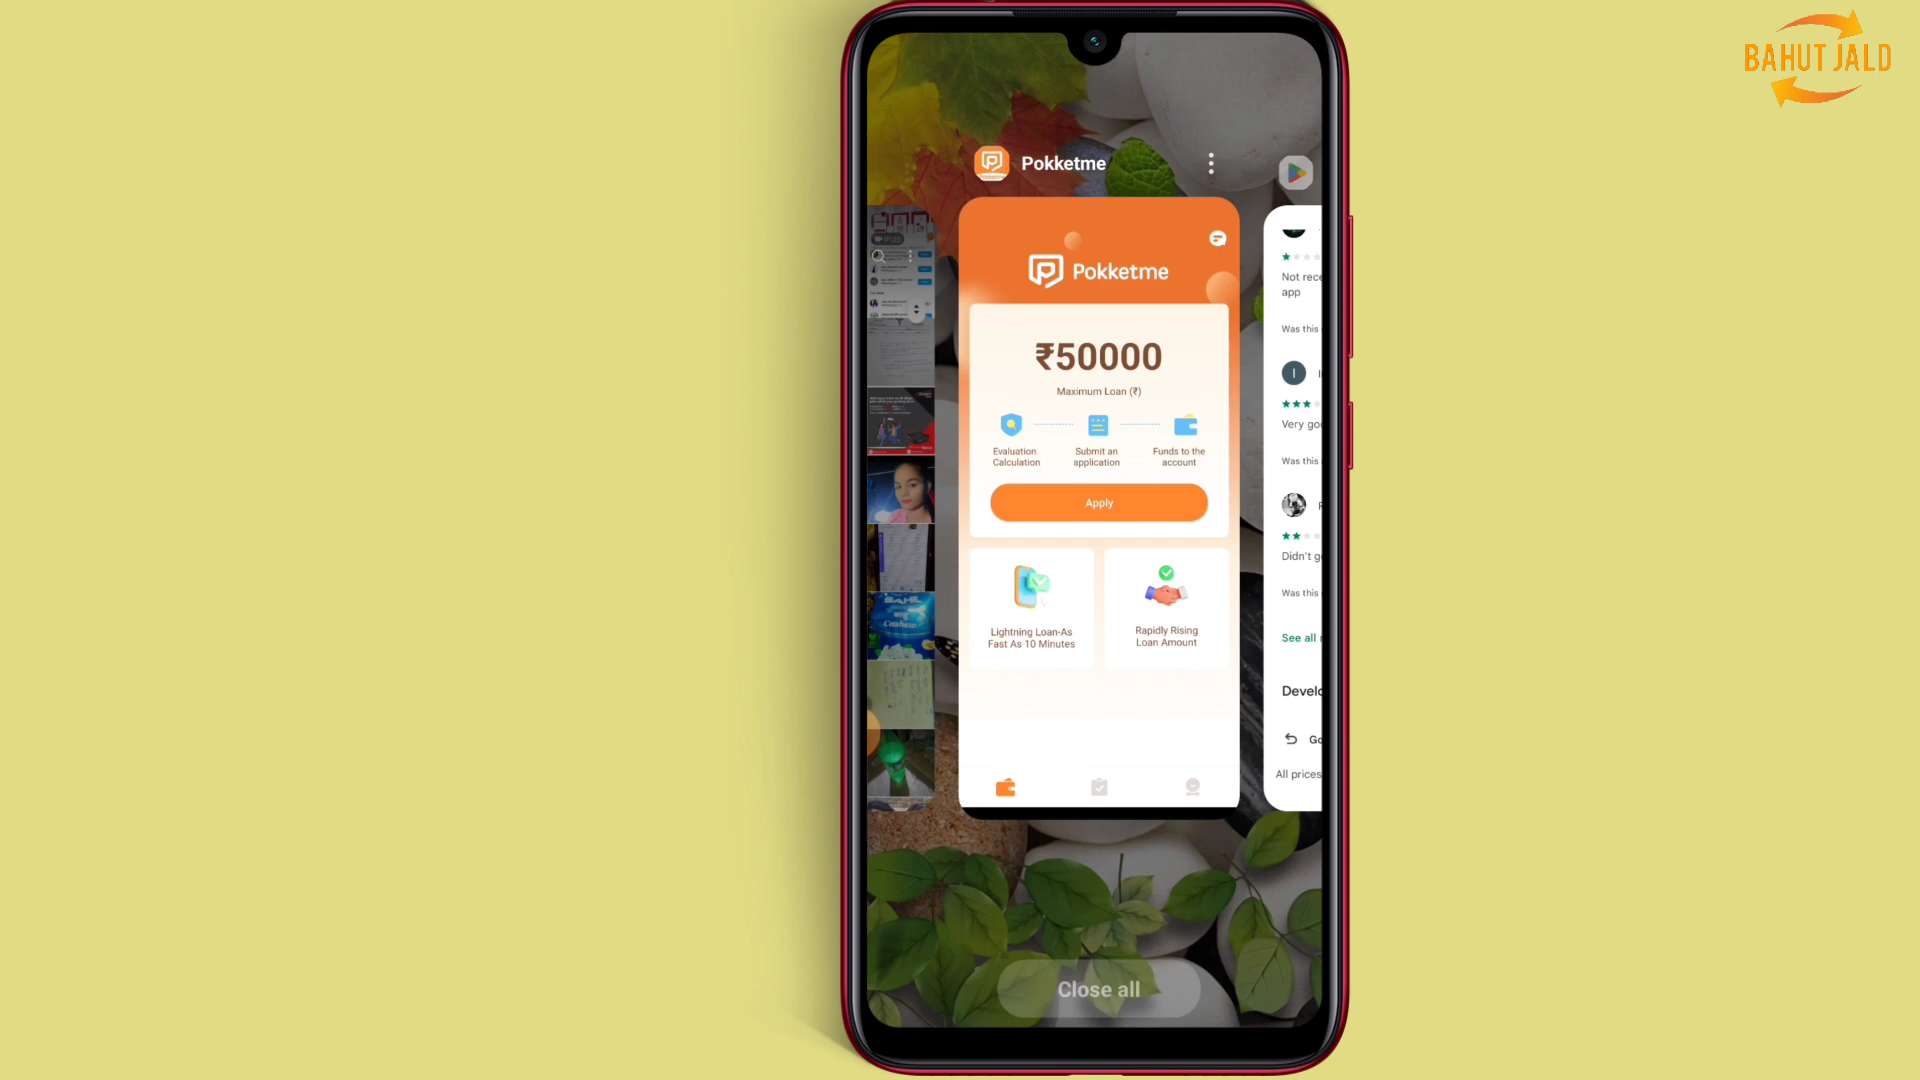 BAHUT JALD
Pokketme
Pokketme
₹50000
Maximum Loan (₹)
Evaluation
Calculation
Submit an
application
Funds to the
account
Apply
Lightning Loan-As
Fast As 10 Minutes
Rapidly Rising
Loan Amount
Not rece
app
Was this
I
Very goo
Was this
Didn't g
Was this
See all
Develo
Go
All prices
Close all